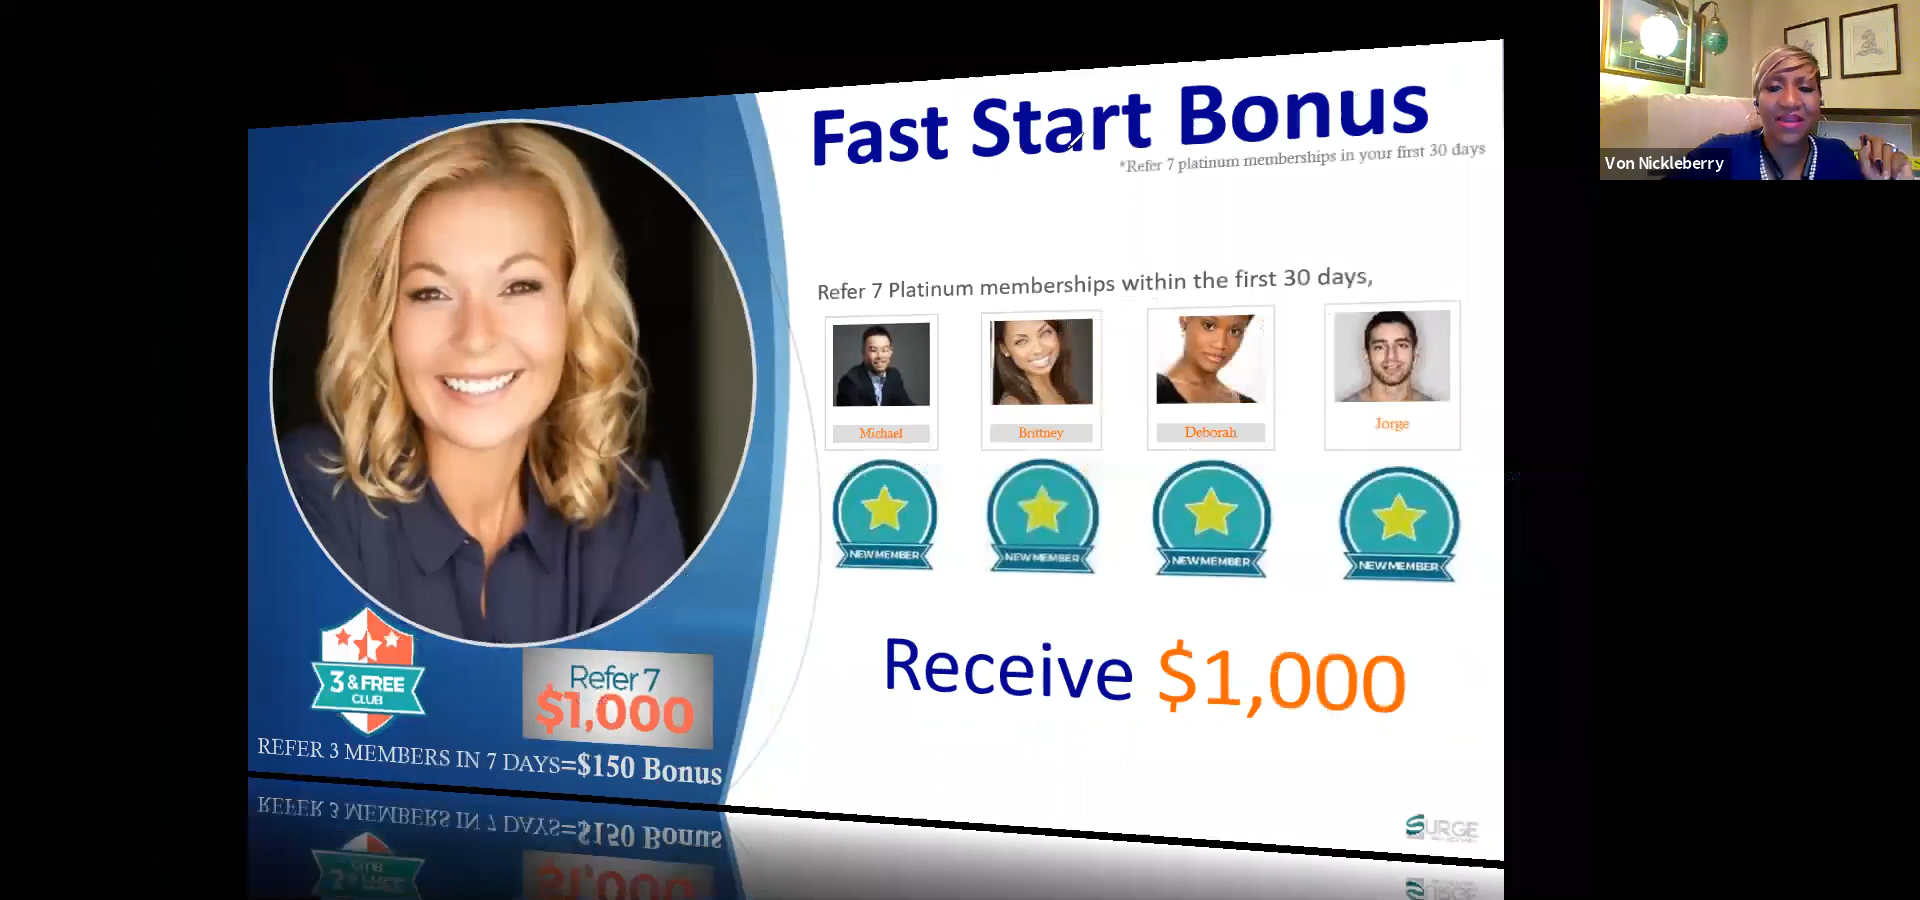 Fast Start Bonus
*Refer 7 platinum memberships in your first 30 days
Refer 7 Platinum memberships within the first 30 days,
Michael
Brittney
Deborah
Jorge
NEW MEMBER
NEW MEMBER
NEW MEMBER
NEW MEMBER
Receive $1,000
3 & FREE
CLUB
Refer 7
$1,000
REFER 3 MEMBERS IN 7 DAYS=$150 Bonus
SURGE
Von Nickleberry